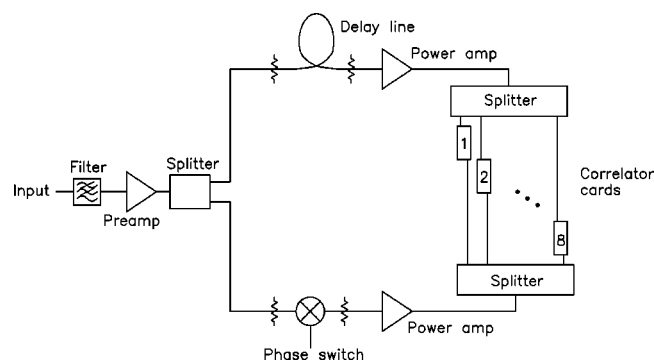 Delay line
Power amp
Splitter
1
2
8
Correlator
cards
Splitter
Filter
Input
Preamp
Splitter
Power amp
Phase switch